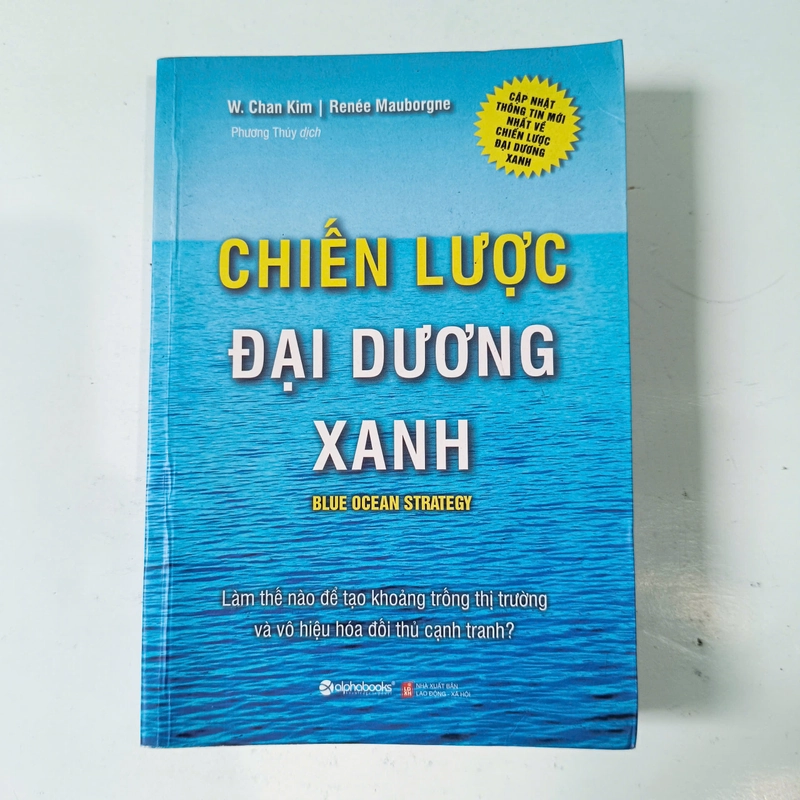 W. Chan Kim | Renée Mauborgne
Phương Thúy dịch
CẬP NHẬT
THÔNG TIN MỚI
NHẤT VỀ
CHIẾN LƯỢC
ĐẠI DƯƠNG
XANH
CHIẾN LƯỢC
ĐẠI DƯƠNG
XANH
BLUE OCEAN STRATEGY
Làm thế nào để tạo khoảng trống thị trường
và vô hiệu hóa đối thủ cạnh tranh?
alphabooks
NHÀ XUẤT BẢN
LAO ĐỘNG - XÃ HỘI